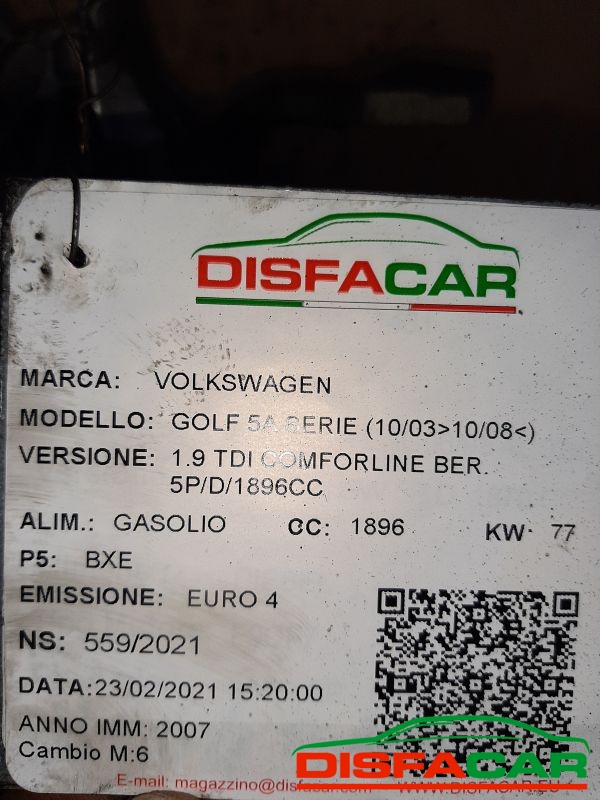 DISFACAR
MARCA: VOLKSWAGEN
MODELLO: GOLF 5A SERIE (10/03>10/08<)
VERSIONE: 1.9 TDI COMFORLINE BER.
5P/D/1896CC
ALIM.: GASOLIO CC: 1896 KW: 77
P5: BXE
EMISSIONE: EURO 4
NS: 559/2021
DATA:23/02/2021 15:20:00
ANNO IMM: 2007
Cambio M:6
DISFACAR
E-mail: magazzino@disfacar